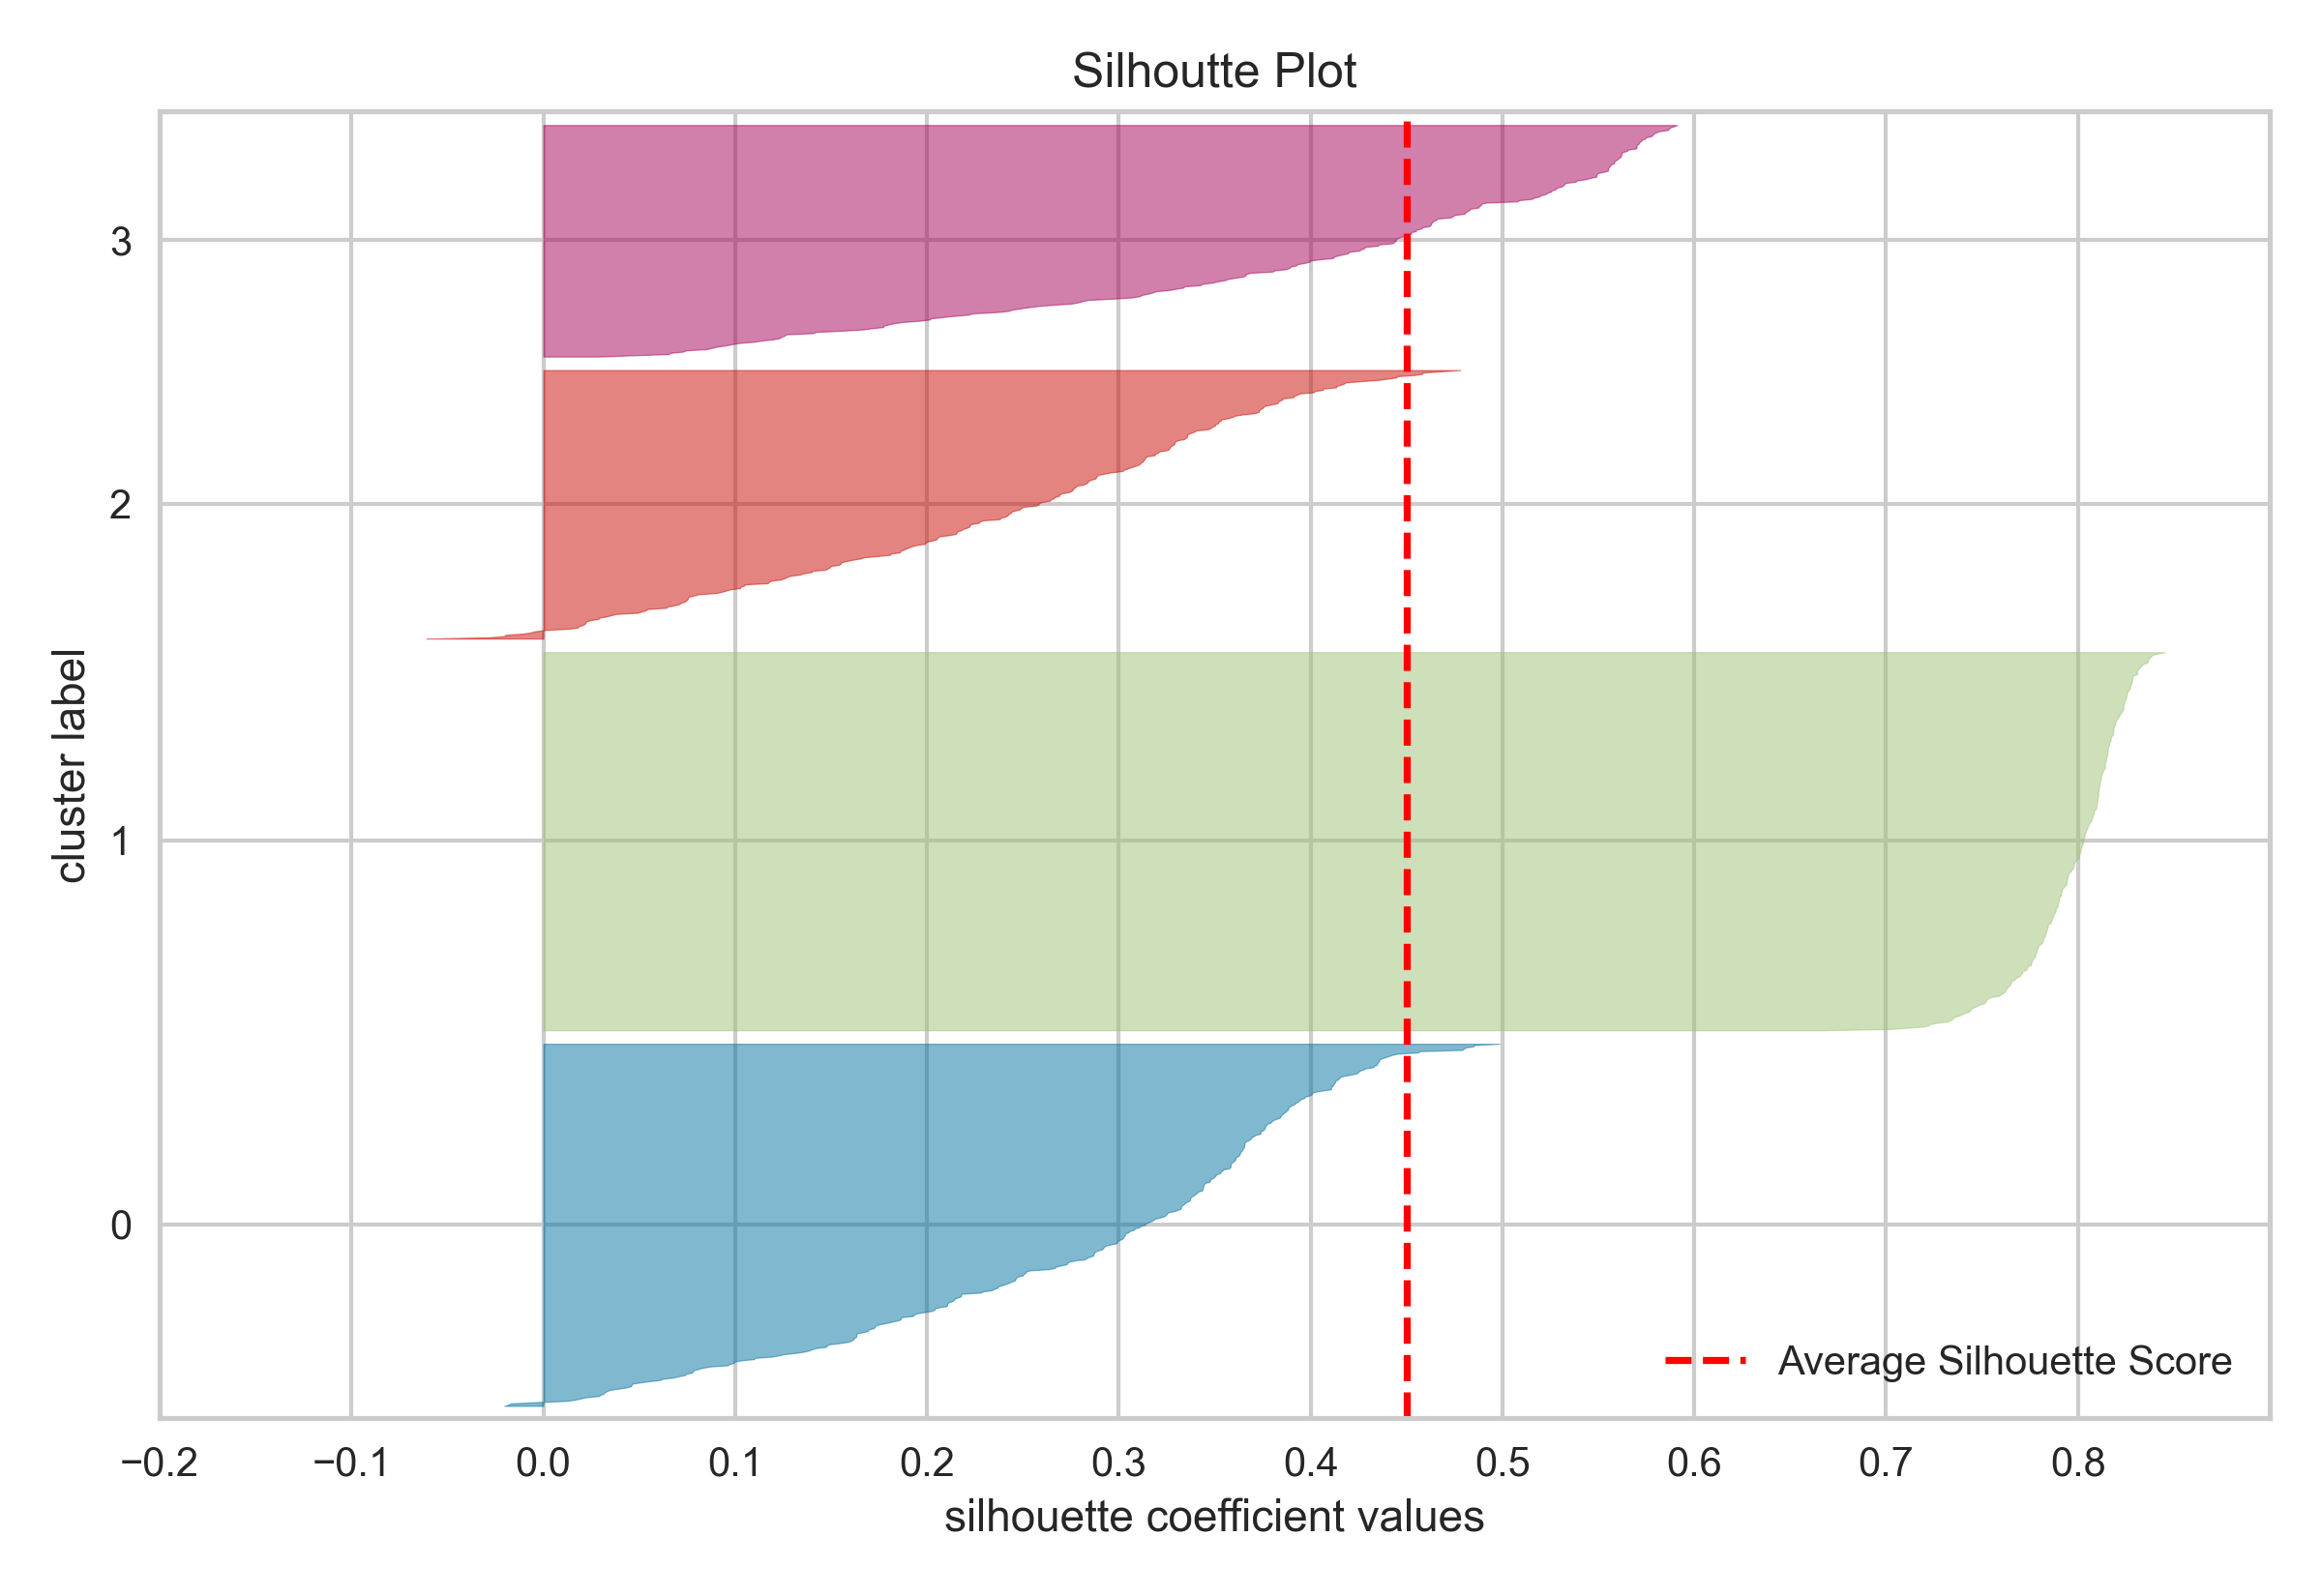 Silhoutte Plot
3
2
1
0
cluster label
Average Silhouette Score
−0.2 −0.1 0.0 0.1 0.2 0.3 0.4 0.5 0.6 0.7 0.8
silhouette coefficient values